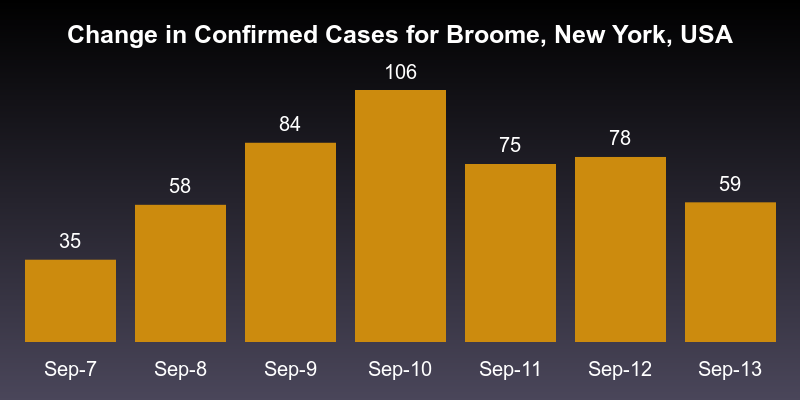 Change in Confirmed Cases for Broome, New York, USA
35 58 84 106 75 78 59
Sep-7 Sep-8 Sep-9 Sep-10 Sep-11 Sep-12 Sep-13